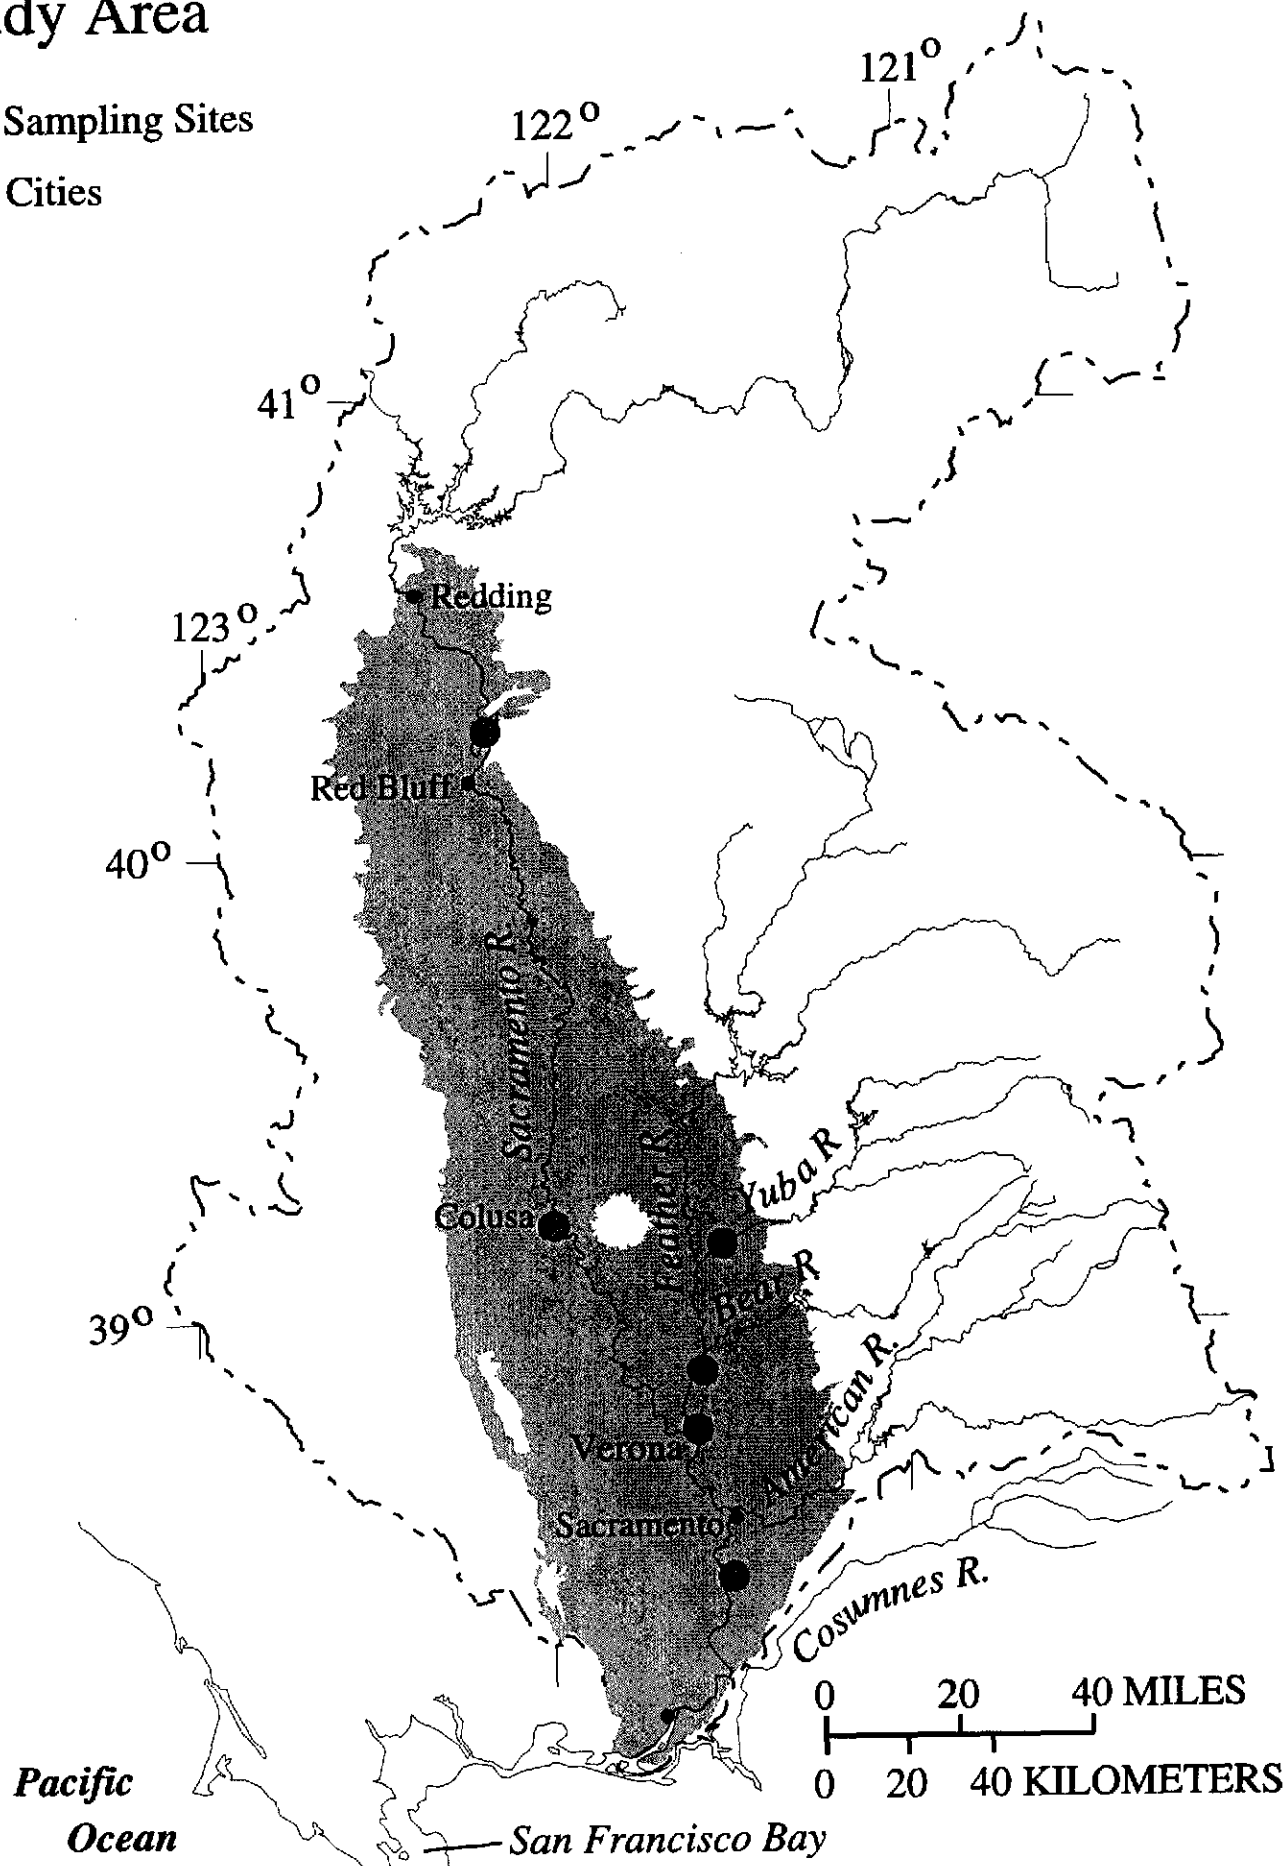 dy Area
121°
Sampling Sites
122°
Cities
41°
Redding
123°
Red Bluff
40°
Sacramento R.
Feather R.
Yuba R
Colusa
Bear R
39°
American R.
Verona
Sacramento
Cosumnes R.
0 20 40 MILES
0 20 40 KILOMETERS
Pacific
Ocean
San Francisco Bay